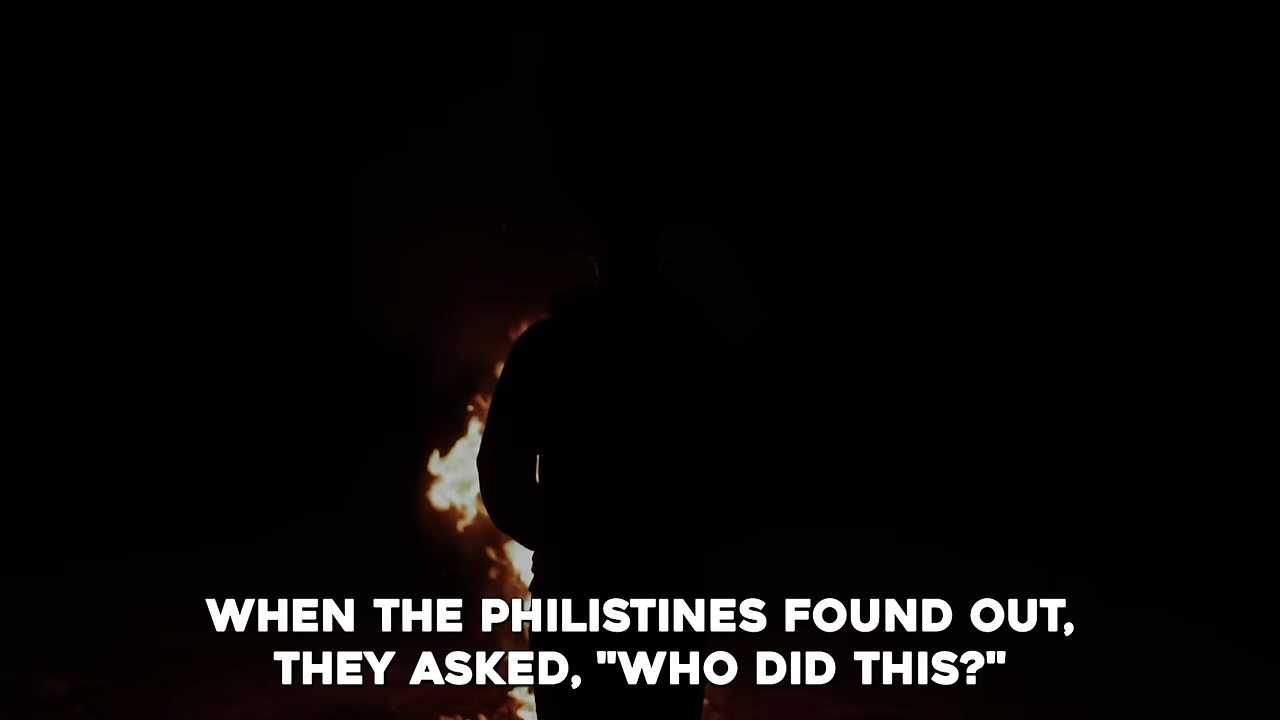 WHEN THE PHILISTINES FOUND OUT,
THEY ASKED, "WHO DID THIS?"